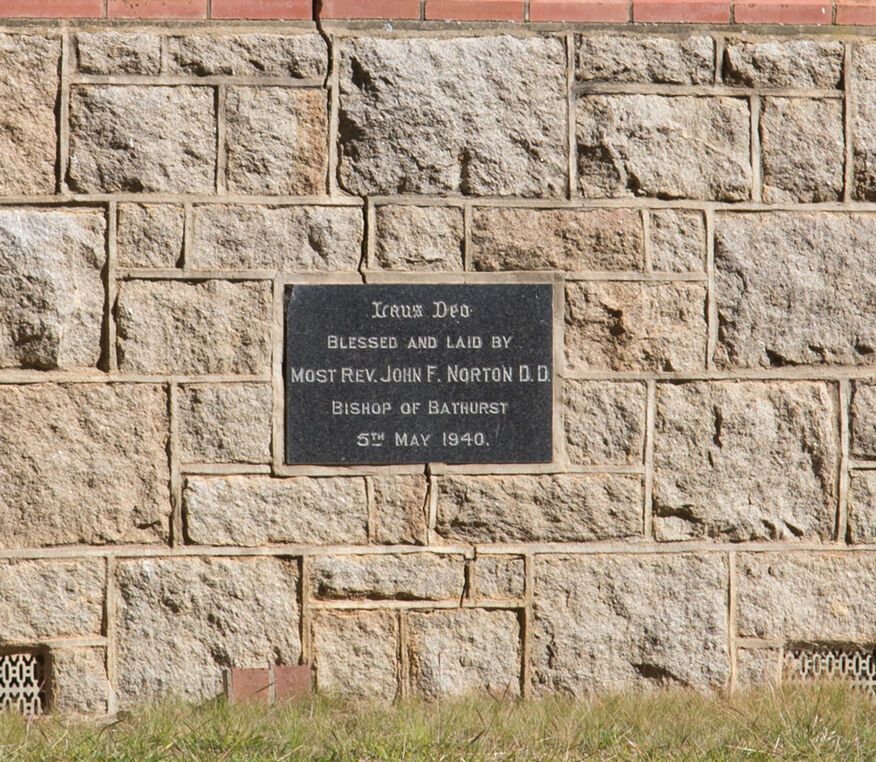 Laus Deo
BLESSED AND LAID BY
MOST REV. JOHN F. NORTON D.D.
BISHOP OF BATHURST
5TH MAY 1940.